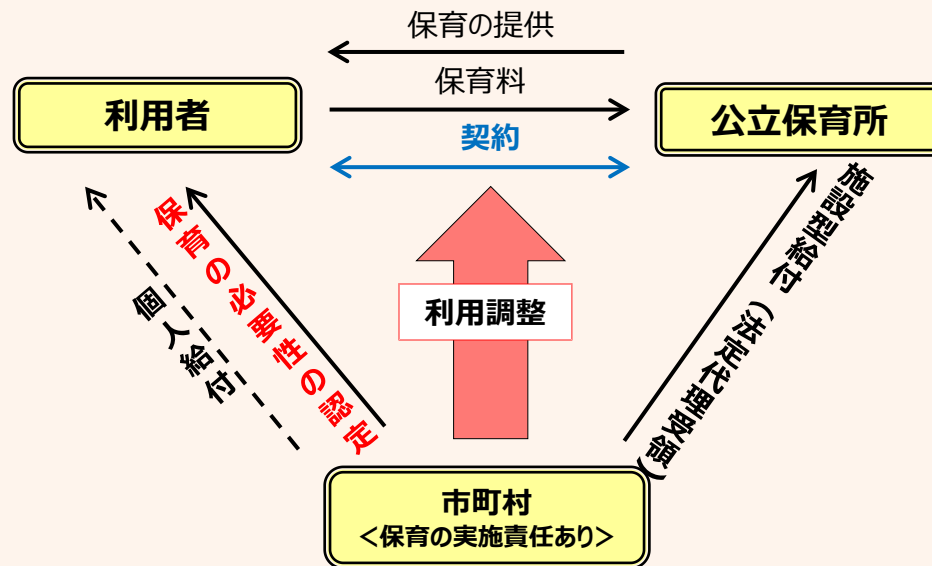 保育の提供
利用者
保育料
公立保育所
契約
保育の必要性の認定
個人給付
利用調整
施設型給付（法定代理受領）
市町村
<保育の実施責任あり>